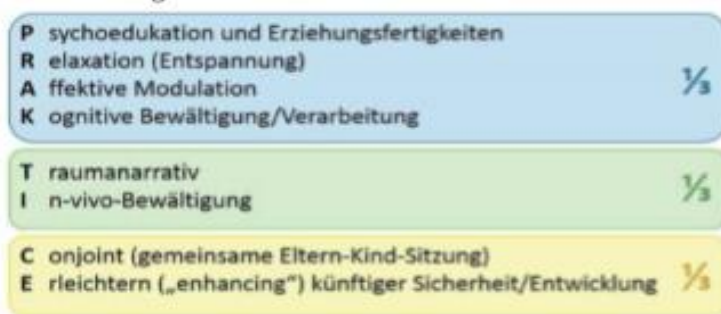 P sychoedukation und Erziehungsfertigkeiten
R elaxation (Entspannung)
A ffektive Modulation
K ognitive Bewältigung/Verarbeitung
⅓
T raumanarrativ
I n-vivo-Bewältigung
⅓
C onjoint (gemeinsame Eltern-Kind-Sitzung)
E rleichtern („enhancing") künftiger Sicherheit/Entwicklung
⅓